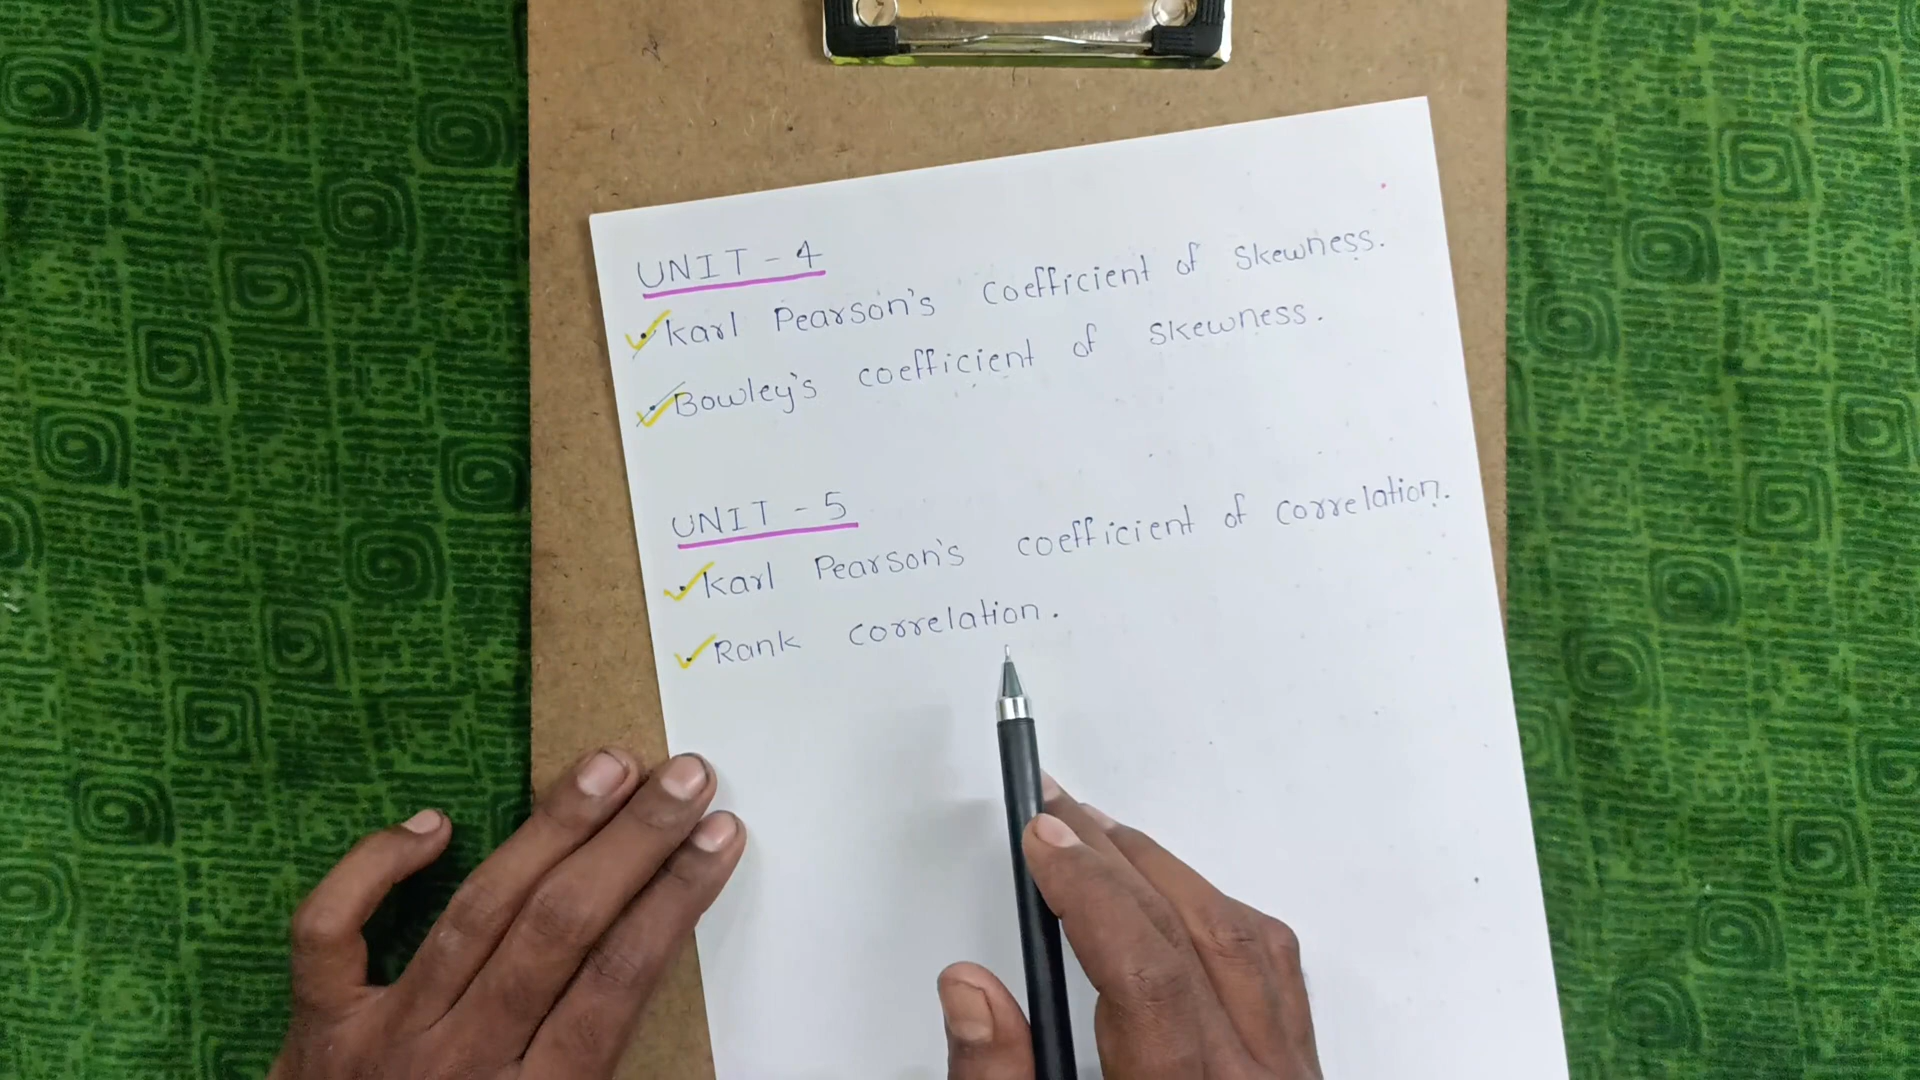 UNIT - 4
• Karl Pearson's coefficient of skewness.
• Bowley's coefficient of skewness.
UNIT - 5
• Karl Pearson's coefficient of correlation.
• Rank correlation.